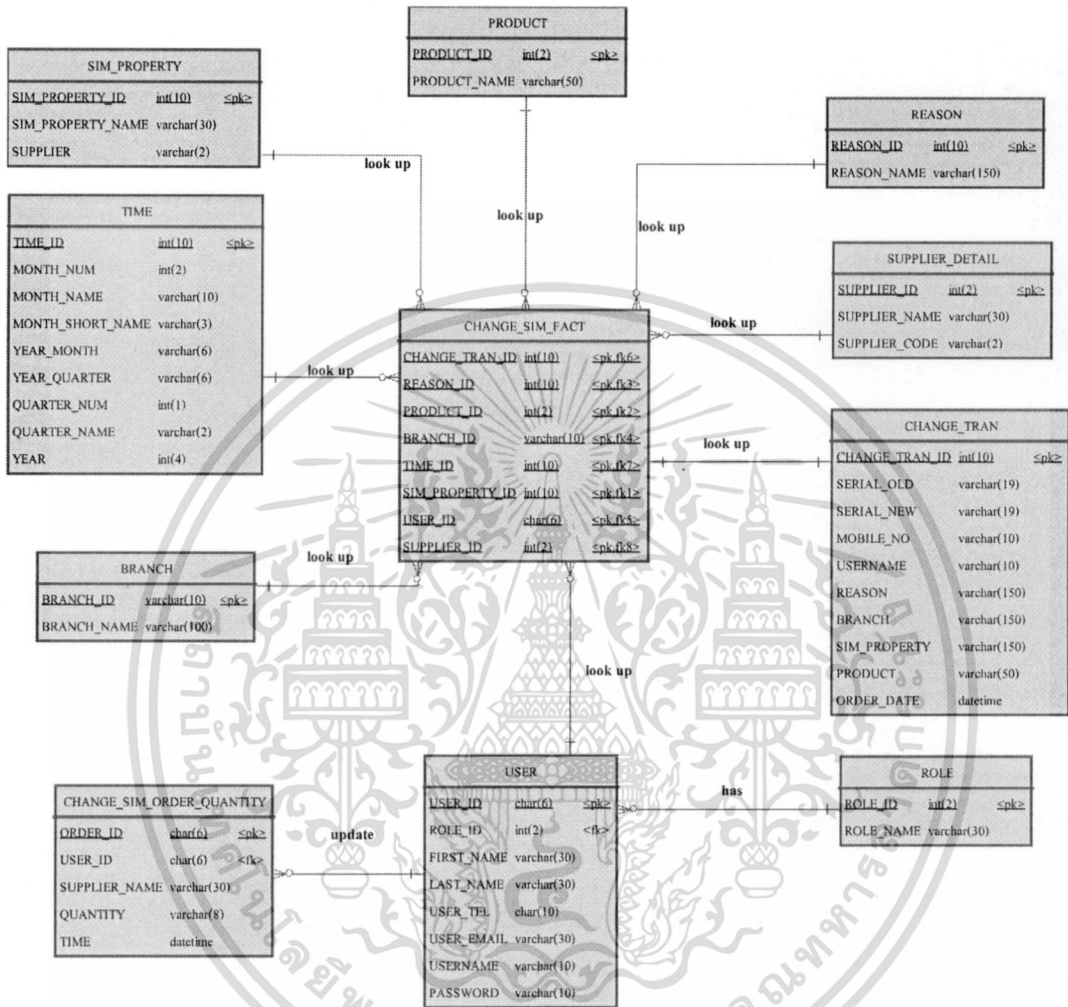 PRODUCT
PRODUCT_ID int(2) <pk>
PRODUCT_NAME varchar(50)
SIM_PROPERTY
SIM_PROPERTY_ID int(10) <pk>
SIM_PROPERTY_NAME varchar(30)
SUPPLIER varchar(2)
REASON
REASON_ID int(10) <pk>
REASON_NAME varchar(150)
look up
look up
look up
TIME
TIME_ID int(10) <pk>
MONTH_NUM int(2)
MONTH_NAME varchar(10)
MONTH_SHORT_NAME varchar(3)
YEAR_MONTH varchar(6)
YEAR_QUARTER varchar(6)
QUARTER_NUM int(1)
QUARTER_NAME varchar(2)
YEAR int(4)
SUPPLIER_DETAIL
SUPPLIER_ID int(2) <pk>
SUPPLIER_NAME varchar(30)
SUPPLIER_CODE varchar(2)
look up
look up
CHANGE_SIM_FACT
CHANGE_TRAN_ID int(10) <pk,fk6>
REASON_ID int(10) <pk,fk3>
PRODUCT_ID int(2) <pk,fk2>
BRANCH_ID varchar(10) <pk,fk4>
TIME_ID int(10) <pk,fk7>
SIM_PROPERTY_ID int(10) <pk,fk1>
USER_ID char(6) <pk,fk5>
SUPPLIER_ID int(2) <pk,fk8>
look up
CHANGE_TRAN
CHANGE_TRAN_ID int(10) <pk>
SERIAL_OLD varchar(19)
SERIAL_NEW varchar(19)
MOBILE_NO varchar(10)
USERNAME varchar(10)
REASON varchar(150)
BRANCH varchar(150)
SIM_PROPERTY varchar(150)
PRODUCT varchar(50)
ORDER_DATE datetime
look up
BRANCH
BRANCH_ID varchar(10) <pk>
BRANCH_NAME varchar(100)
look up
USER
USER_ID char(6) <pk>
ROLE_ID int(2) <fk>
FIRST_NAME varchar(30)
LAST_NAME varchar(30)
USER_TEL char(10)
USER_EMAIL varchar(30)
USERNAME varchar(10)
PASSWORD varchar(10)
has
ROLE
ROLE_ID int(2) <pk>
ROLE_NAME varchar(30)
CHANGE_SIM_ORDER_QUANTITY
ORDER_ID char(6) <pk>
USER_ID char(6) <fk>
SUPPLIER_NAME varchar(30)
QUANTITY varchar(8)
TIME datetime
update